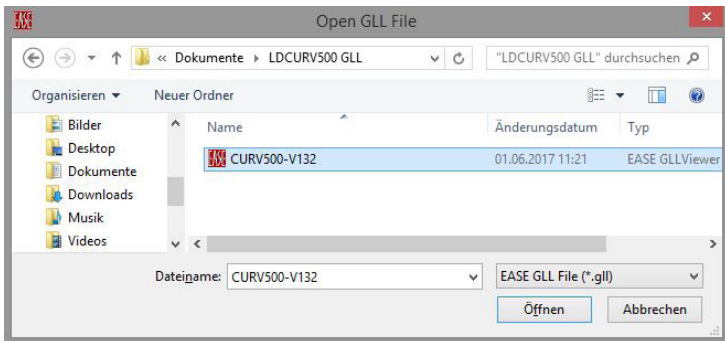 Open GLL File
« Dokumente ▸ LDCURV500 GLL
"LDCURV500 GLL" durchsuchen
Organisieren
Neuer Ordner
Bilder
Desktop
Dokumente
Downloads
Musik
Videos
Name
Änderungsdatum
Typ
CURV500-V132
01.06.2017 11:21
EASE GLLViewer
Dateiname:
CURV500-V132
EASE GLL File (*.gll)
Öffnen
Abbrechen